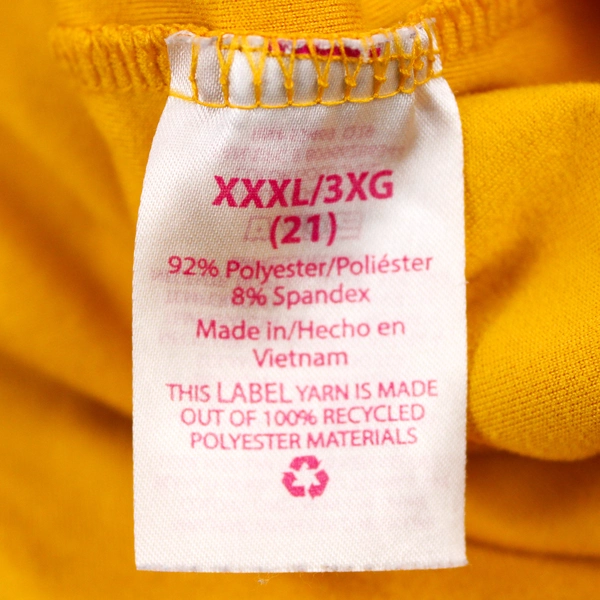 XXXL/3XG
(21)
92% Polyester/Poliéster
8% Spandex
Made in/Hecho en
Vietnam
THIS LABEL YARN IS MADE
OUT OF 100% RECYCLED
POLYESTER MATERIALS